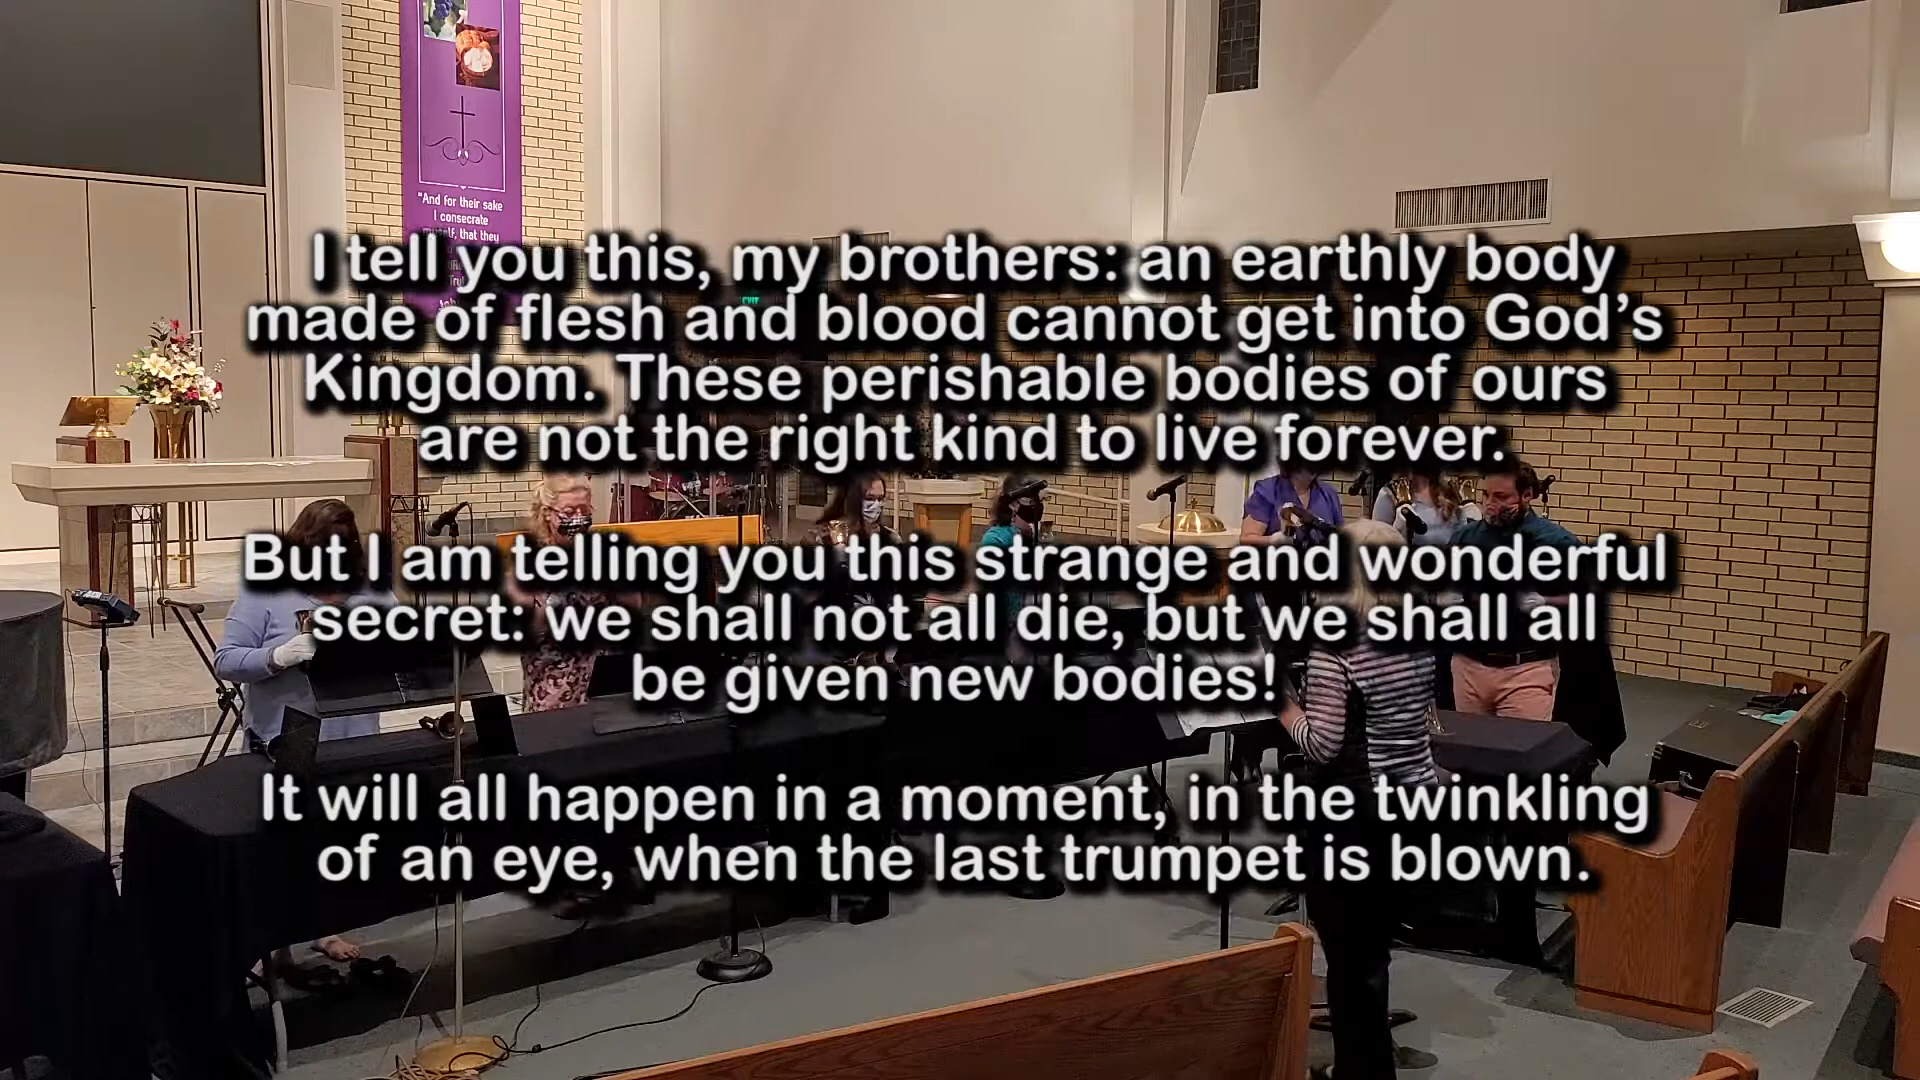 "And for their sake
I consecrate
that they
I tell you this, my brothers: an earthly body
made of flesh and blood cannot get into God's
Kingdom. These perishable bodies of ours
are not the right kind to live forever.
But I am telling you this strange and wonderful
secret: we shall not all die, but we shall all
be given new bodies!
It will all happen in a moment, in the twinkling
of an eye, when the last trumpet is blown.